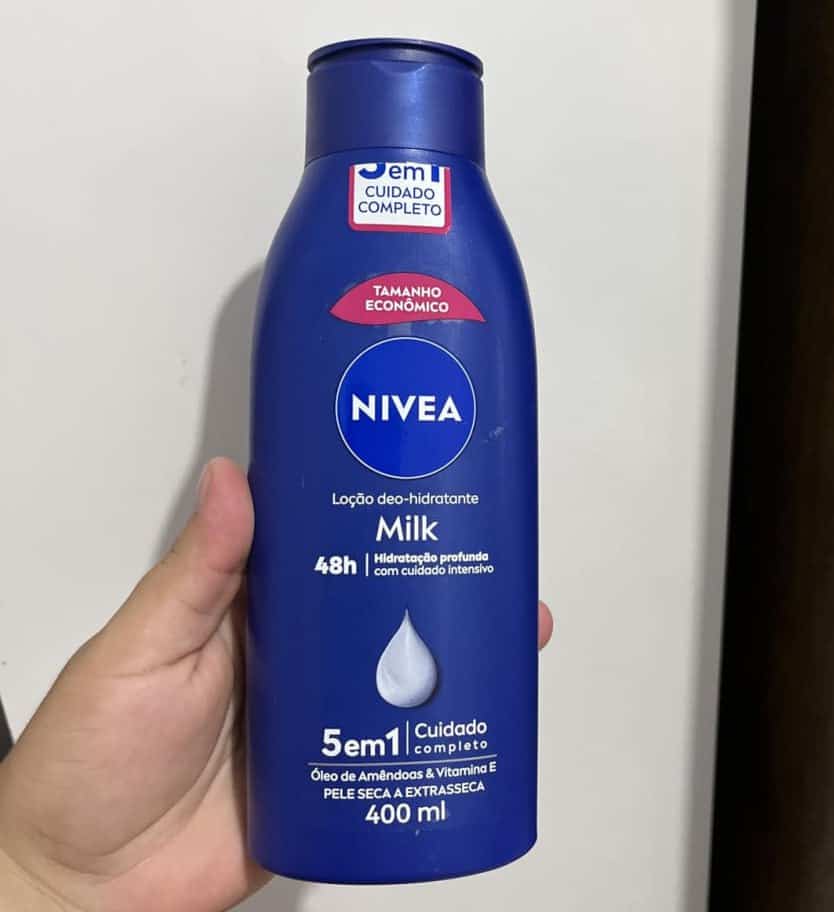 5em1
CUIDADO
COMPLETO
TAMANHO
ECONÔMICO
NIVEA
Loção deo-hidratante
Milk
48h | Hidratação profunda
com cuidado intensivo
5em1 | Cuidado
completo
Óleo de Amêndoas & Vitamina E
PELE SECA A EXTRASSECA
400 ml